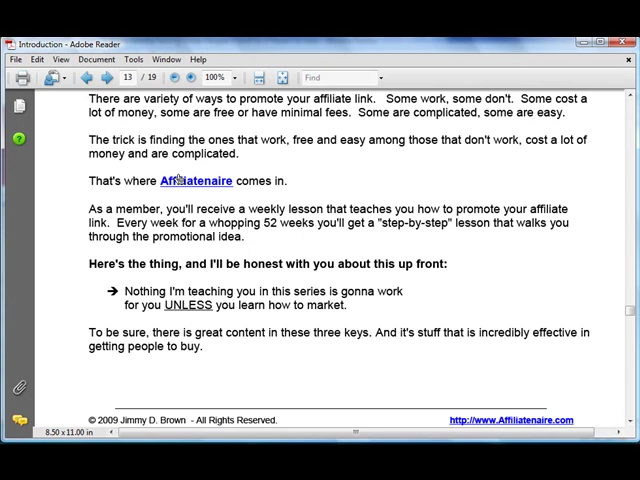 Introduction - Adobe Reader
File Edit View Document Tools Window Help
13 / 19 100% Find
There are variety of ways to promote your affiliate link. Some work, some don't. Some cost a
lot of money, some are free or have minimal fees. Some are complicated, some are easy.
The trick is finding the ones that work, free and easy among those that don't work, cost a lot of
money and are complicated.
That's where Affiliatenaire comes in.
As a member, you'll receive a weekly lesson that teaches you how to promote your affiliate
link. Every week for a whopping 52 weeks you'll get a "step-by-step" lesson that walks you
through the promotional idea.
Here's the thing, and I'll be honest with you about this up front:
➔ Nothing I'm teaching you in this series is gonna work
for you UNLESS you learn how to market.
To be sure, there is great content in these three keys. And it's stuff that is incredibly effective in
getting people to buy.
© 2009 Jimmy D. Brown - All Rights Reserved. http://www.Affiliatenaire.com
8.50 x 11.00 in